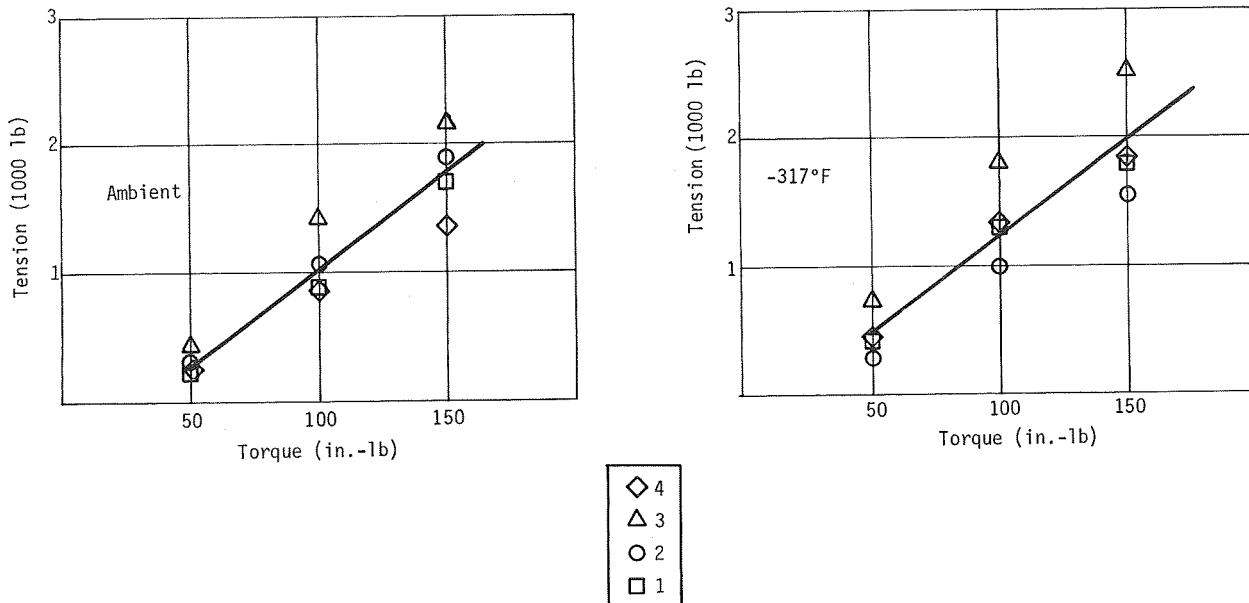 3
2
1
Tension (1000 lb)
Ambient
50 100 150
Torque (in.-lb)
3
2
1
Tension (1000 lb)
-317°F
50 100 150
Torque (in.-lb)
4
3
2
1